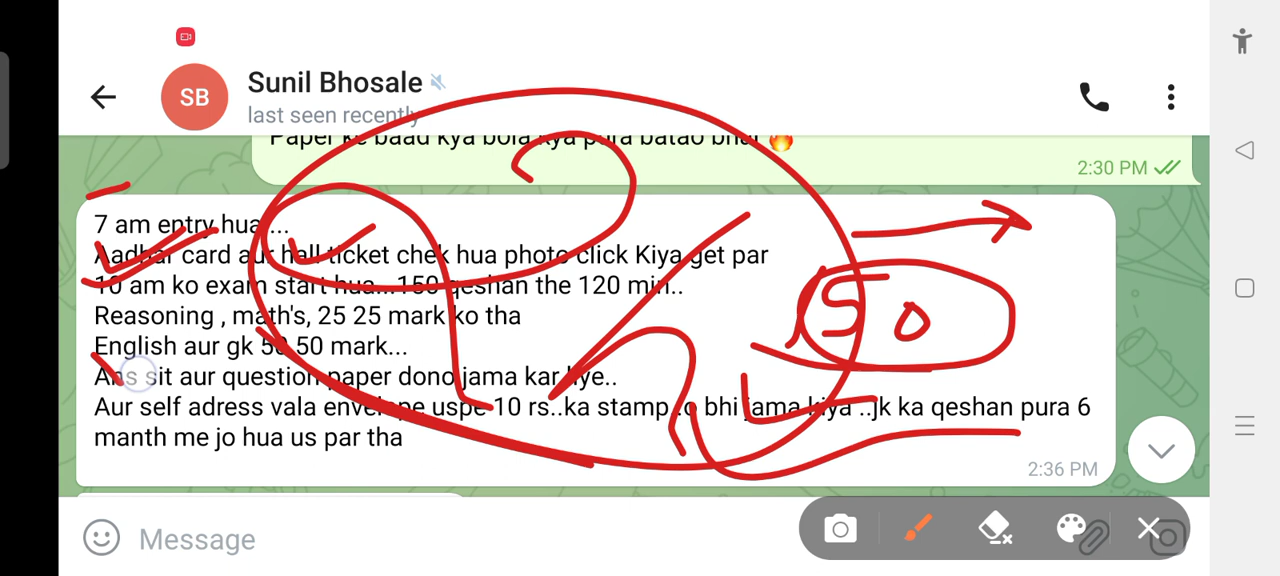 SB
Sunil Bhosale
last seen recently
Paper ke baad kya bola kya pura batao bhai 🔥
2:30 PM
7 am entry hua....
Aadhar card aur hall ticket chek hua photo click Kiya get par
10 am ko exam start hua...150 qeshan the 120 min..
Reasoning , math's, 25 25 mark ko tha
English aur gk 50 50 mark...
Ans sit aur question paper dono jama kar liye..
Aur self adress vala envelope uspe 10 rs..ka stamp to bhi jama kiya ..jk ka qeshan pura 6
manth me jo hua us par tha
2:36 PM
50
Message